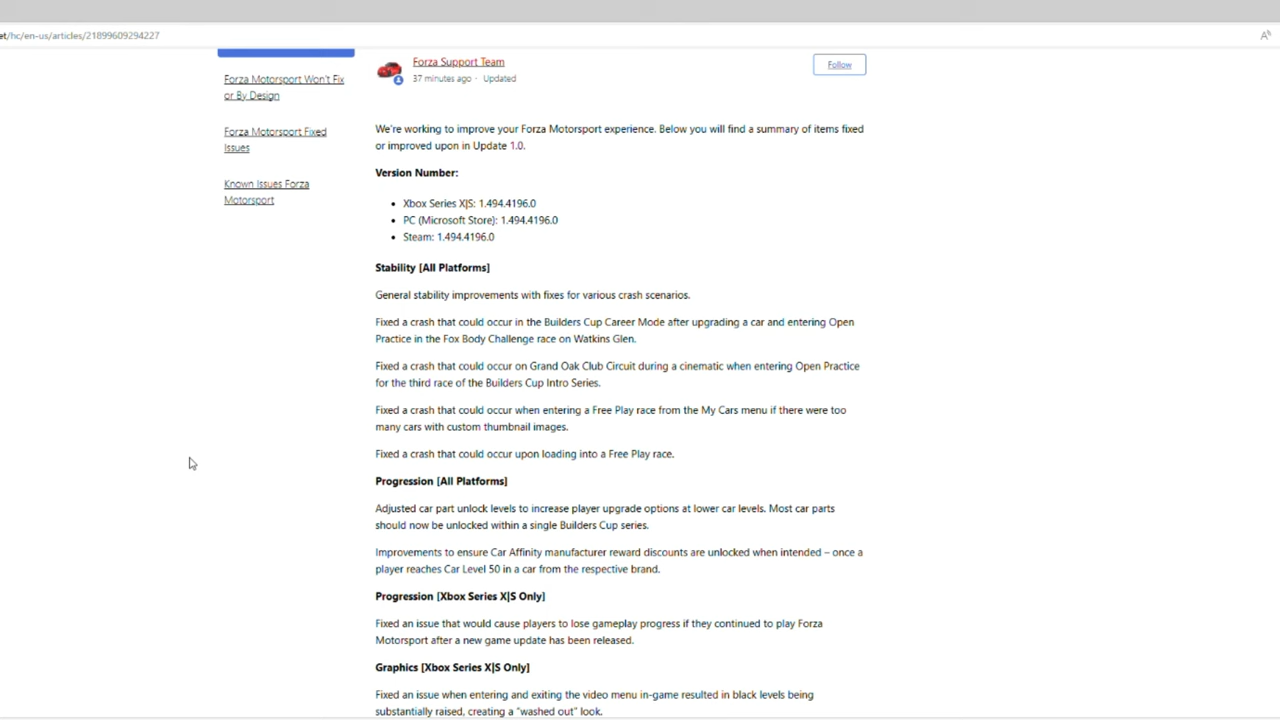 et/hc/en-us/articles/21899609294227
Forza Motorsport Won't Fix
or By Design
Forza Motorsport Fixed
Issues
Known Issues Forza
Motorsport
Forza Support Team
37 minutes ago · Updated
Follow
We're working to improve your Forza Motorsport experience. Below you will find a summary of items fixed
or improved upon in Update 1.0.
Version Number:
• Xbox Series X|S: 1.494.4196.0
• PC (Microsoft Store): 1.494.4196.0
• Steam: 1.494.4196.0
Stability [All Platforms]
General stability improvements with fixes for various crash scenarios.
Fixed a crash that could occur in the Builders Cup Career Mode after upgrading a car and entering Open
Practice in the Fox Body Challenge race on Watkins Glen.
Fixed a crash that could occur on Grand Oak Club Circuit during a cinematic when entering Open Practice
for the third race of the Builders Cup Intro Series.
Fixed a crash that could occur when entering a Free Play race from the My Cars menu if there were too
many cars with custom thumbnail images.
Fixed a crash that could occur upon loading into a Free Play race.
Progression [All Platforms]
Adjusted car part unlock levels to increase player upgrade options at lower car levels. Most car parts
should now be unlocked within a single Builders Cup series.
Improvements to ensure Car Affinity manufacturer reward discounts are unlocked when intended – once a
player reaches Car Level 50 in a car from the respective brand.
Progression [Xbox Series X|S Only]
Fixed an issue that would cause players to lose gameplay progress if they continued to play Forza
Motorsport after a new game update has been released.
Graphics [Xbox Series X|S Only]
Fixed an issue when entering and exiting the video menu in-game resulted in black levels being
substantially raised, creating a "washed out" look.